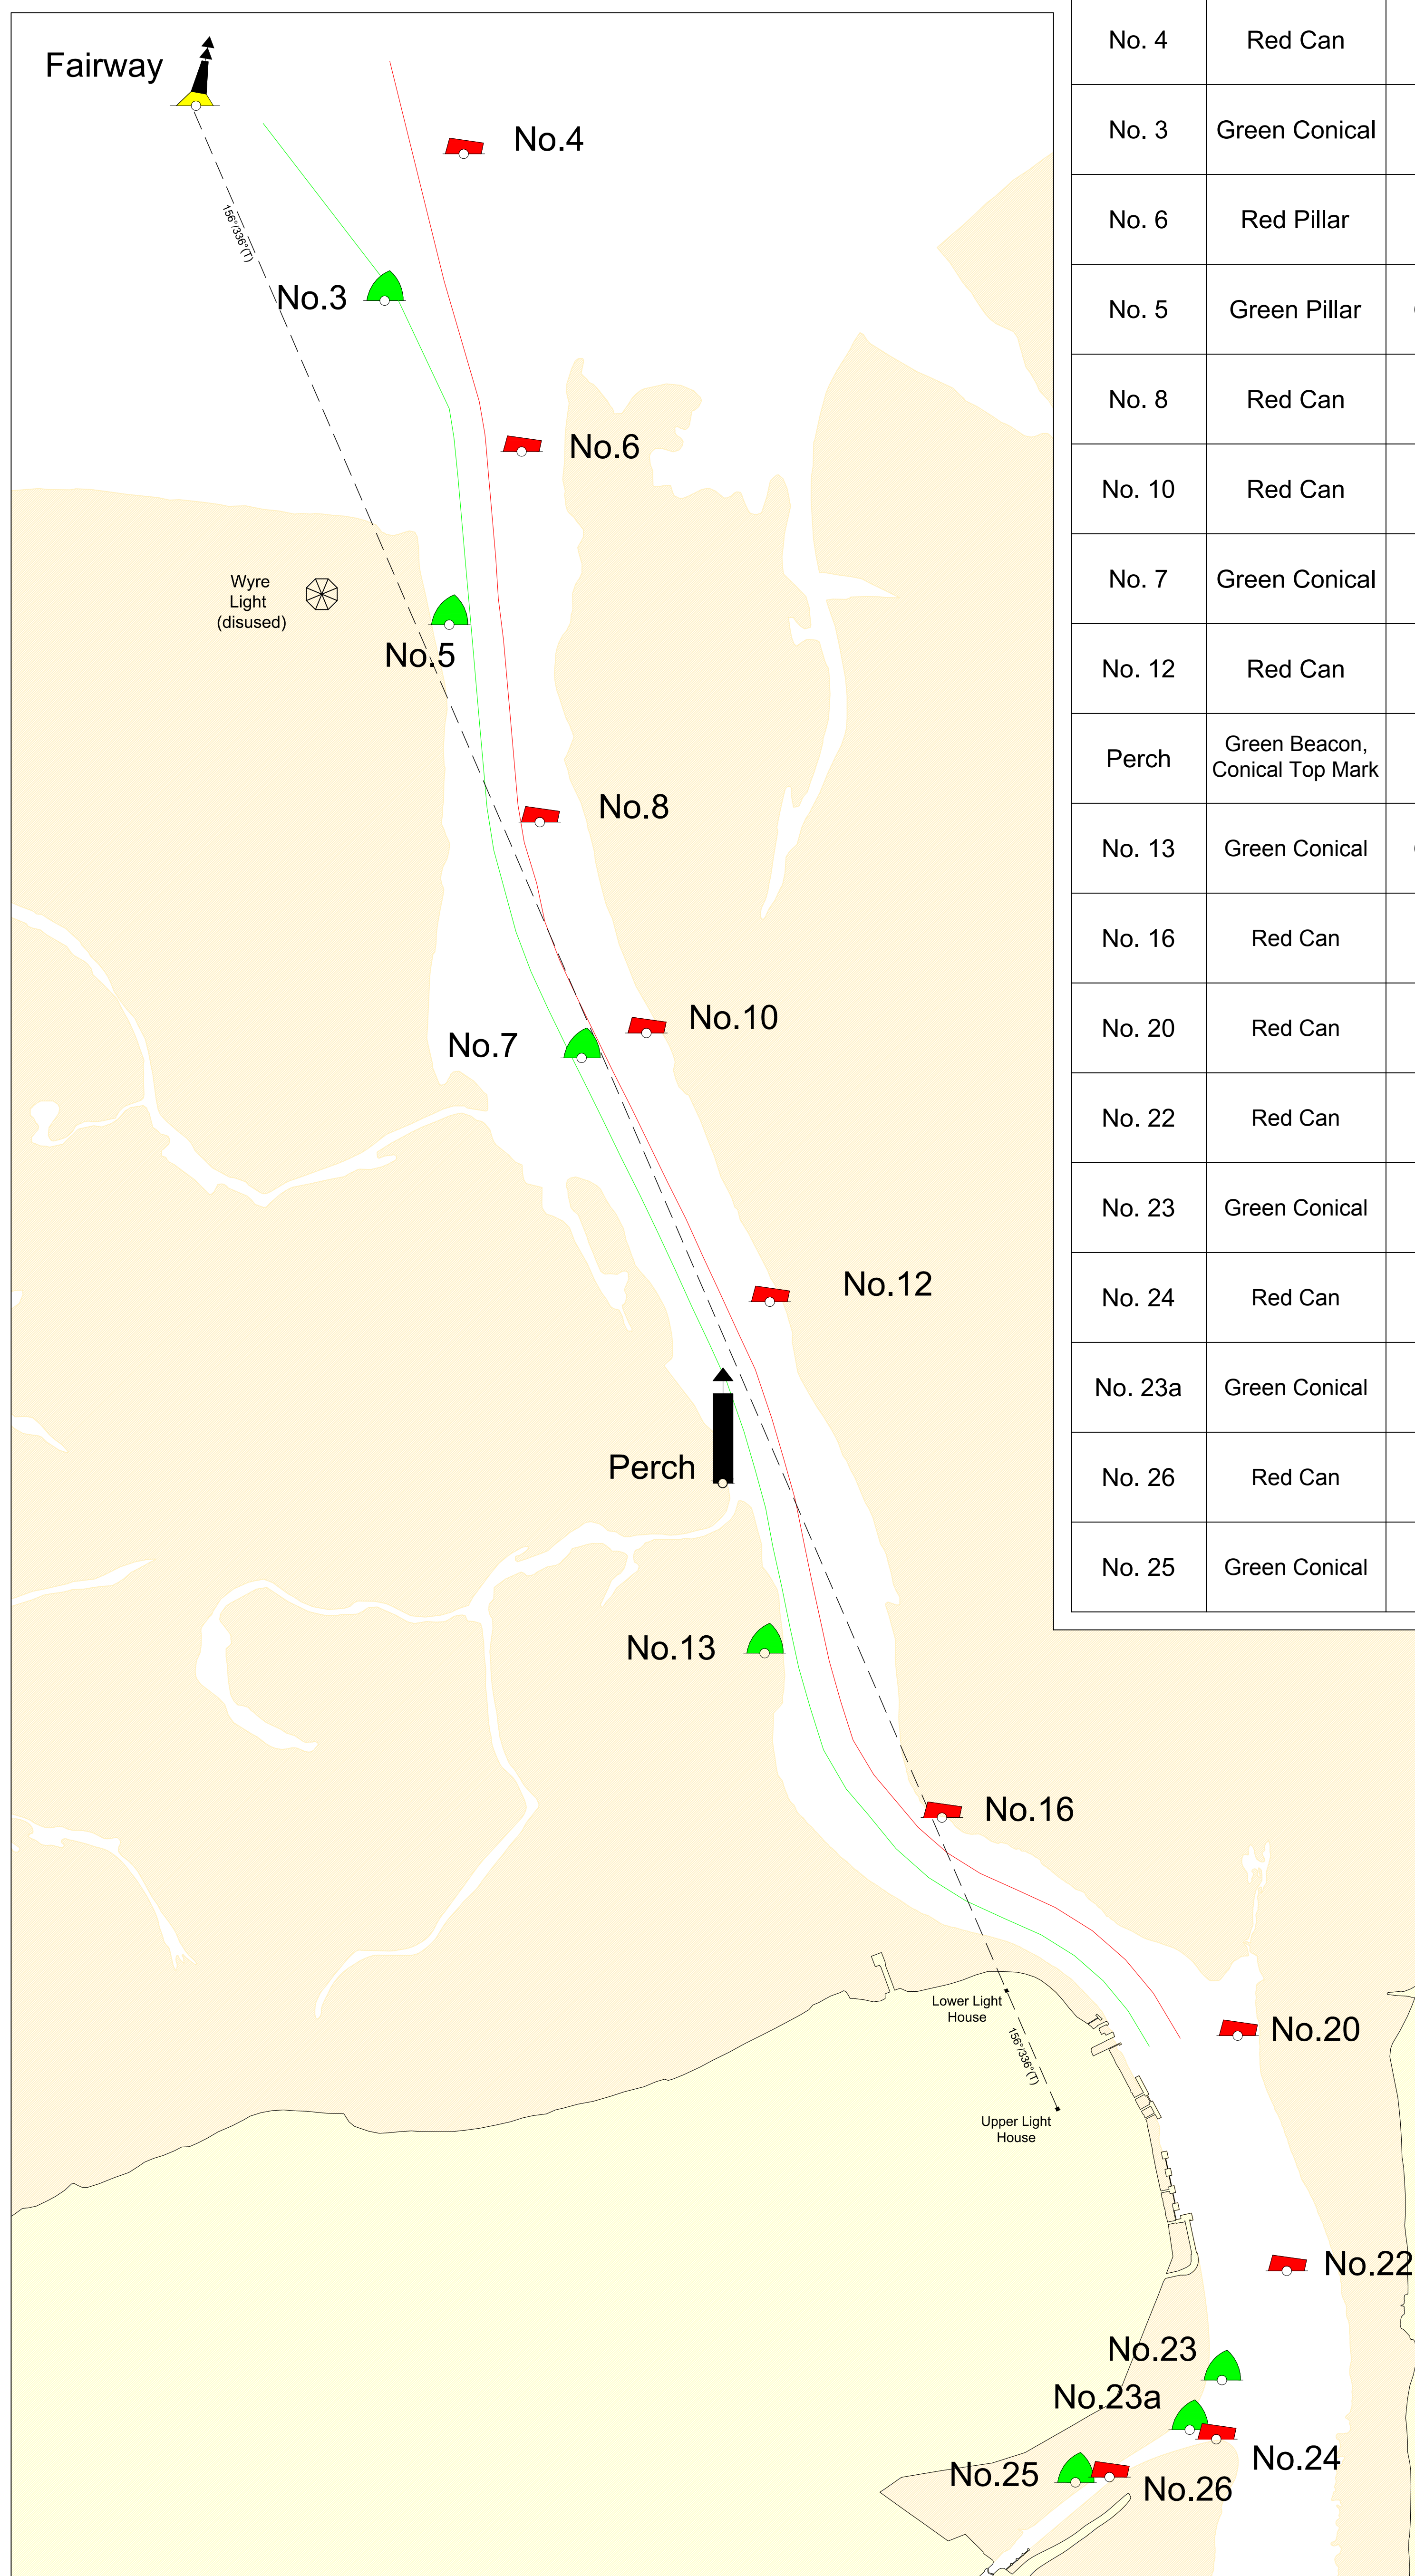 Fairway
No.4
156°/336°(T)
No.3
No.6
Wyre
Light
(disused)
No.5
No.8
No.10
No.7
No.12
Perch
No.13
No.16
Lower Light
House
156°/336°(T)
No.20
Upper Light
House
No.22
No.23
No.23a
No.24
No.25
No.26
No. 4 Red Can
No. 3 Green Conical
No. 6 Red Pillar
No. 5 Green Pillar
No. 8 Red Can
No. 10 Red Can
No. 7 Green Conical
No. 12 Red Can
Perch Green Beacon,
Conical Top Mark
No. 13 Green Conical
No. 16 Red Can
No. 20 Red Can
No. 22 Red Can
No. 23 Green Conical
No. 24 Red Can
No. 23a Green Conical
No. 26 Red Can
No. 25 Green Conical